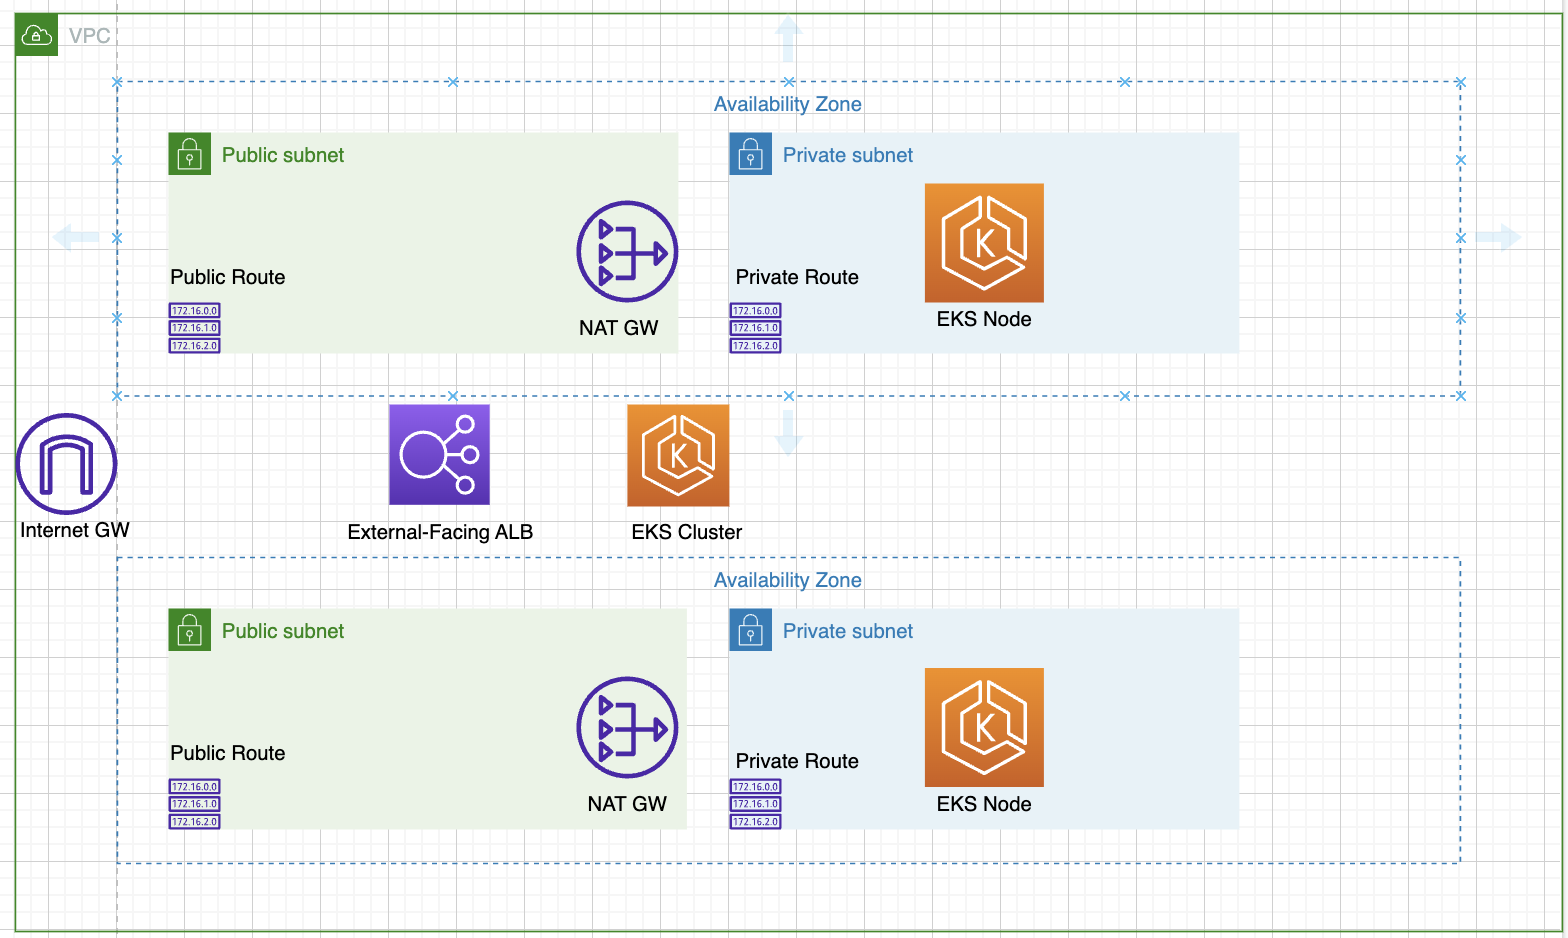 VPC
Availability Zone
Public subnet
Private subnet
Public Route
NAT GW
172.16.0.0
172.16.1.0
172.16.2.0
Private Route
EKS Node
172.16.0.0
172.16.1.0
172.16.2.0
Internet GW
External-Facing ALB
EKS Cluster
Availability Zone
Public subnet
Private subnet
Public Route
NAT GW
172.16.0.0
172.16.1.0
172.16.2.0
Private Route
EKS Node
172.16.0.0
172.16.1.0
172.16.2.0
K
K
K